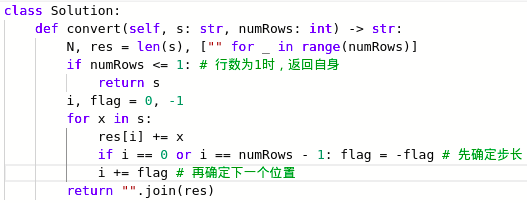 class Solution:
    def convert(self, s: str, numRows: int) -> str:
        N, res = len(s), ["" for _ in range(numRows)]
        if numRows <= 1: # 行数为1时，返回自身
            return s
        i, flag = 0, -1
        for x in s:
            res[i] += x
            if i == 0 or i == numRows - 1: flag = -flag # 先确定步长
            i += flag # 再确定下一个位置
        return "".join(res)